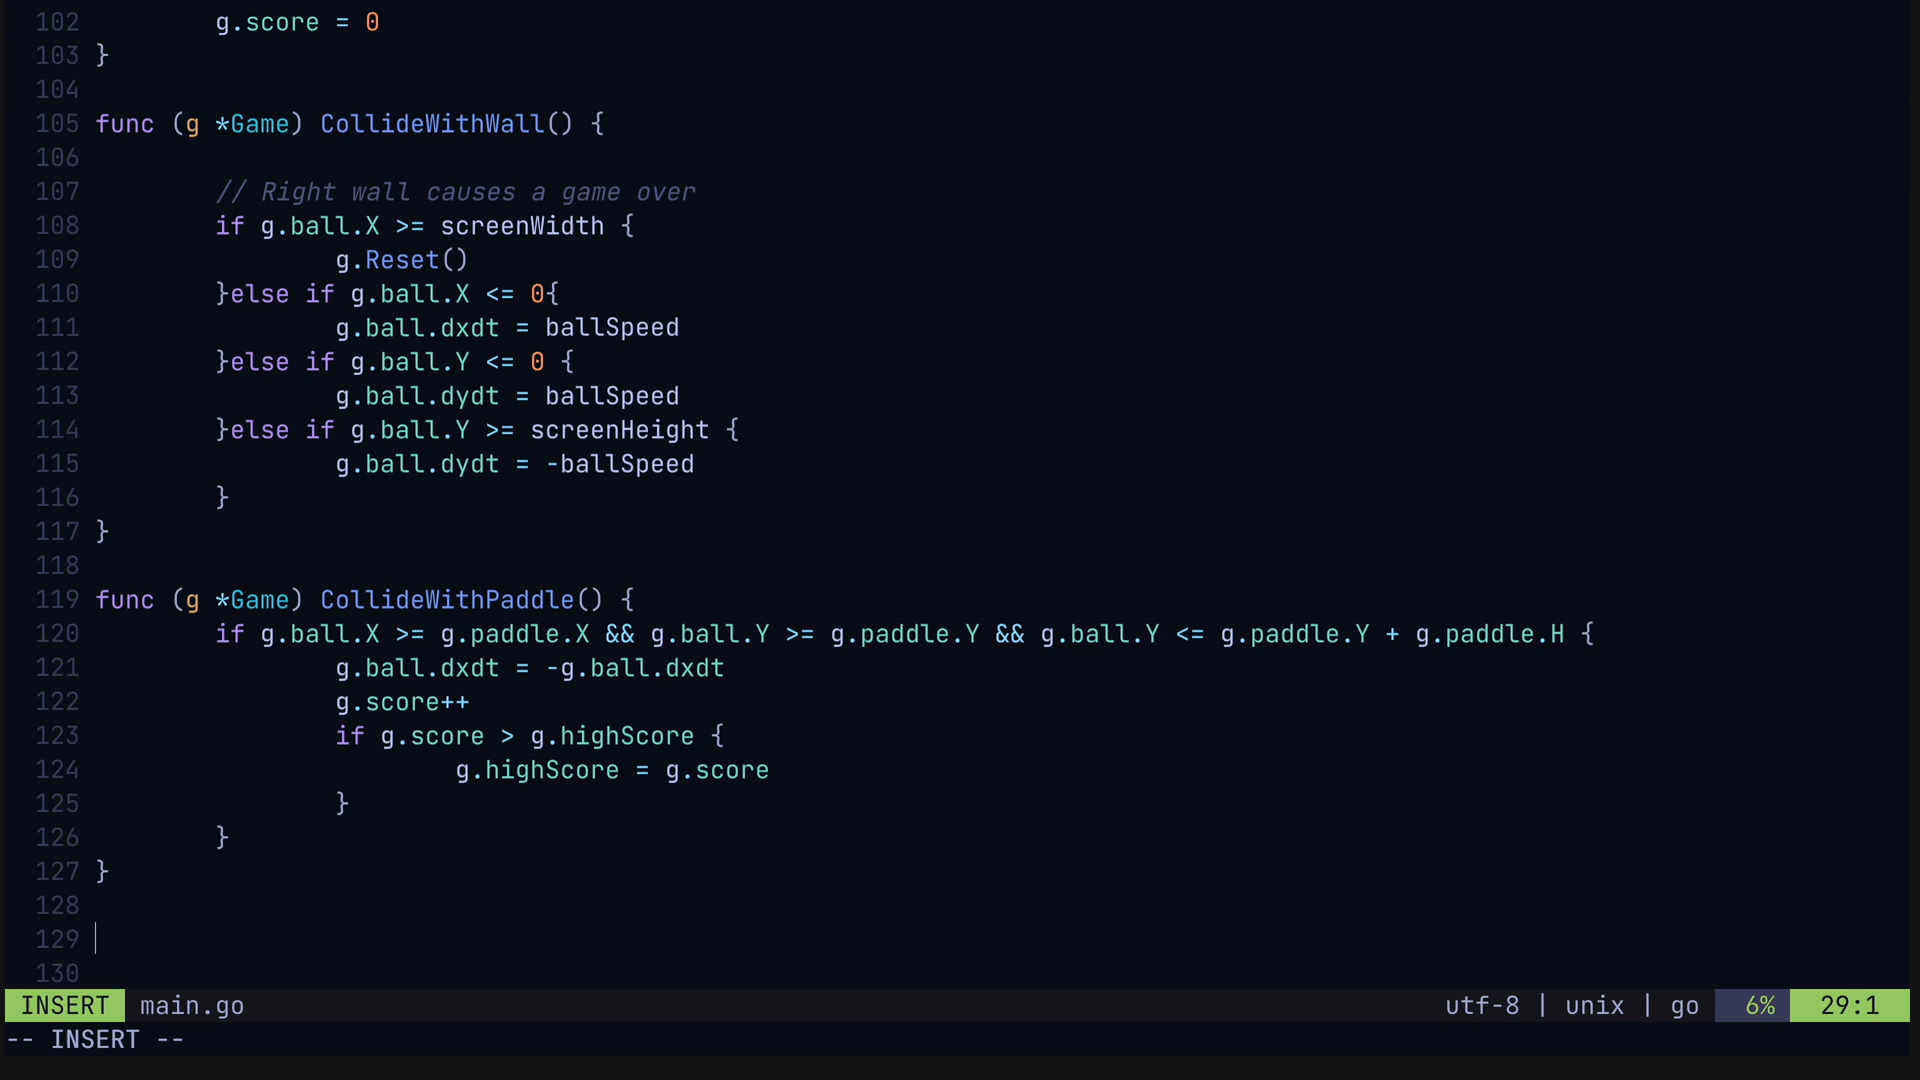 102 g.score = 0
103 }
104
105 func (g *Game) CollideWithWall() {
106
107 // Right wall causes a game over
108 if g.ball.X >= screenWidth {
109 g.Reset()
110 }else if g.ball.X <= 0{
111 g.ball.dxdt = ballSpeed
112 }else if g.ball.Y <= 0 {
113 g.ball.dydt = ballSpeed
114 }else if g.ball.Y >= screenHeight {
115 g.ball.dydt = -ballSpeed
116 }
117 }
118
119 func (g *Game) CollideWithPaddle() {
120 if g.ball.X >= g.paddle.X && g.ball.Y >= g.paddle.Y && g.ball.Y <= g.paddle.Y + g.paddle.H {
121 g.ball.dxdt = -g.ball.dxdt
122 g.score++
123 if g.score > g.highScore {
124 g.highScore = g.score
125 }
126 }
127 }
128
129
130
INSERT main.go utf-8 | unix | go 6% 29:1
-- INSERT --